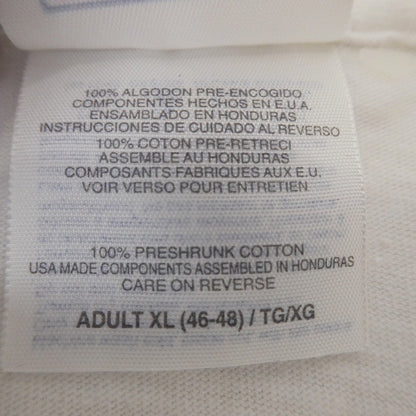 100% ALGODON PRE-ENCOGIDO
COMPONENTES HECHOS EN E.U.A.
ENSAMBLADO EN HONDURAS
INSTRUCCIONES DE CUIDADO AL REVERSO
100% COTON PRE-RETRECI
ASSEMBLE AU HONDURAS
COMPOSANTS FABRIQUES AUX E.U.
VOIR VERSO POUR ENTRETIEN
100% PRESHRUNK COTTON
USA MADE COMPONENTS ASSEMBLED IN HONDURAS
CARE ON REVERSE
ADULT XL (46-48) / TG/XG